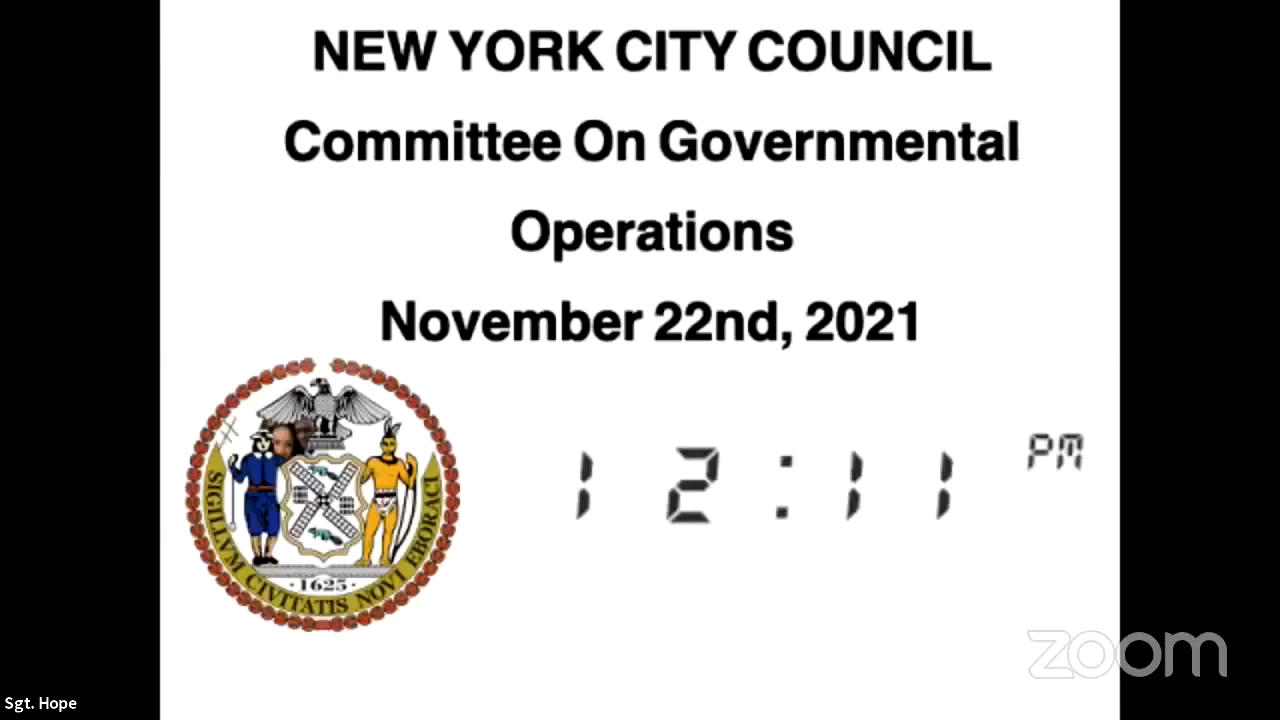 NEW YORK CITY COUNCIL
Committee On Governmental
Operations
November 22nd, 2021
12:11 PM
SIGILLVM CIVITATIS NOVI EBORACI
·1625·
zoom
Sgt. Hope